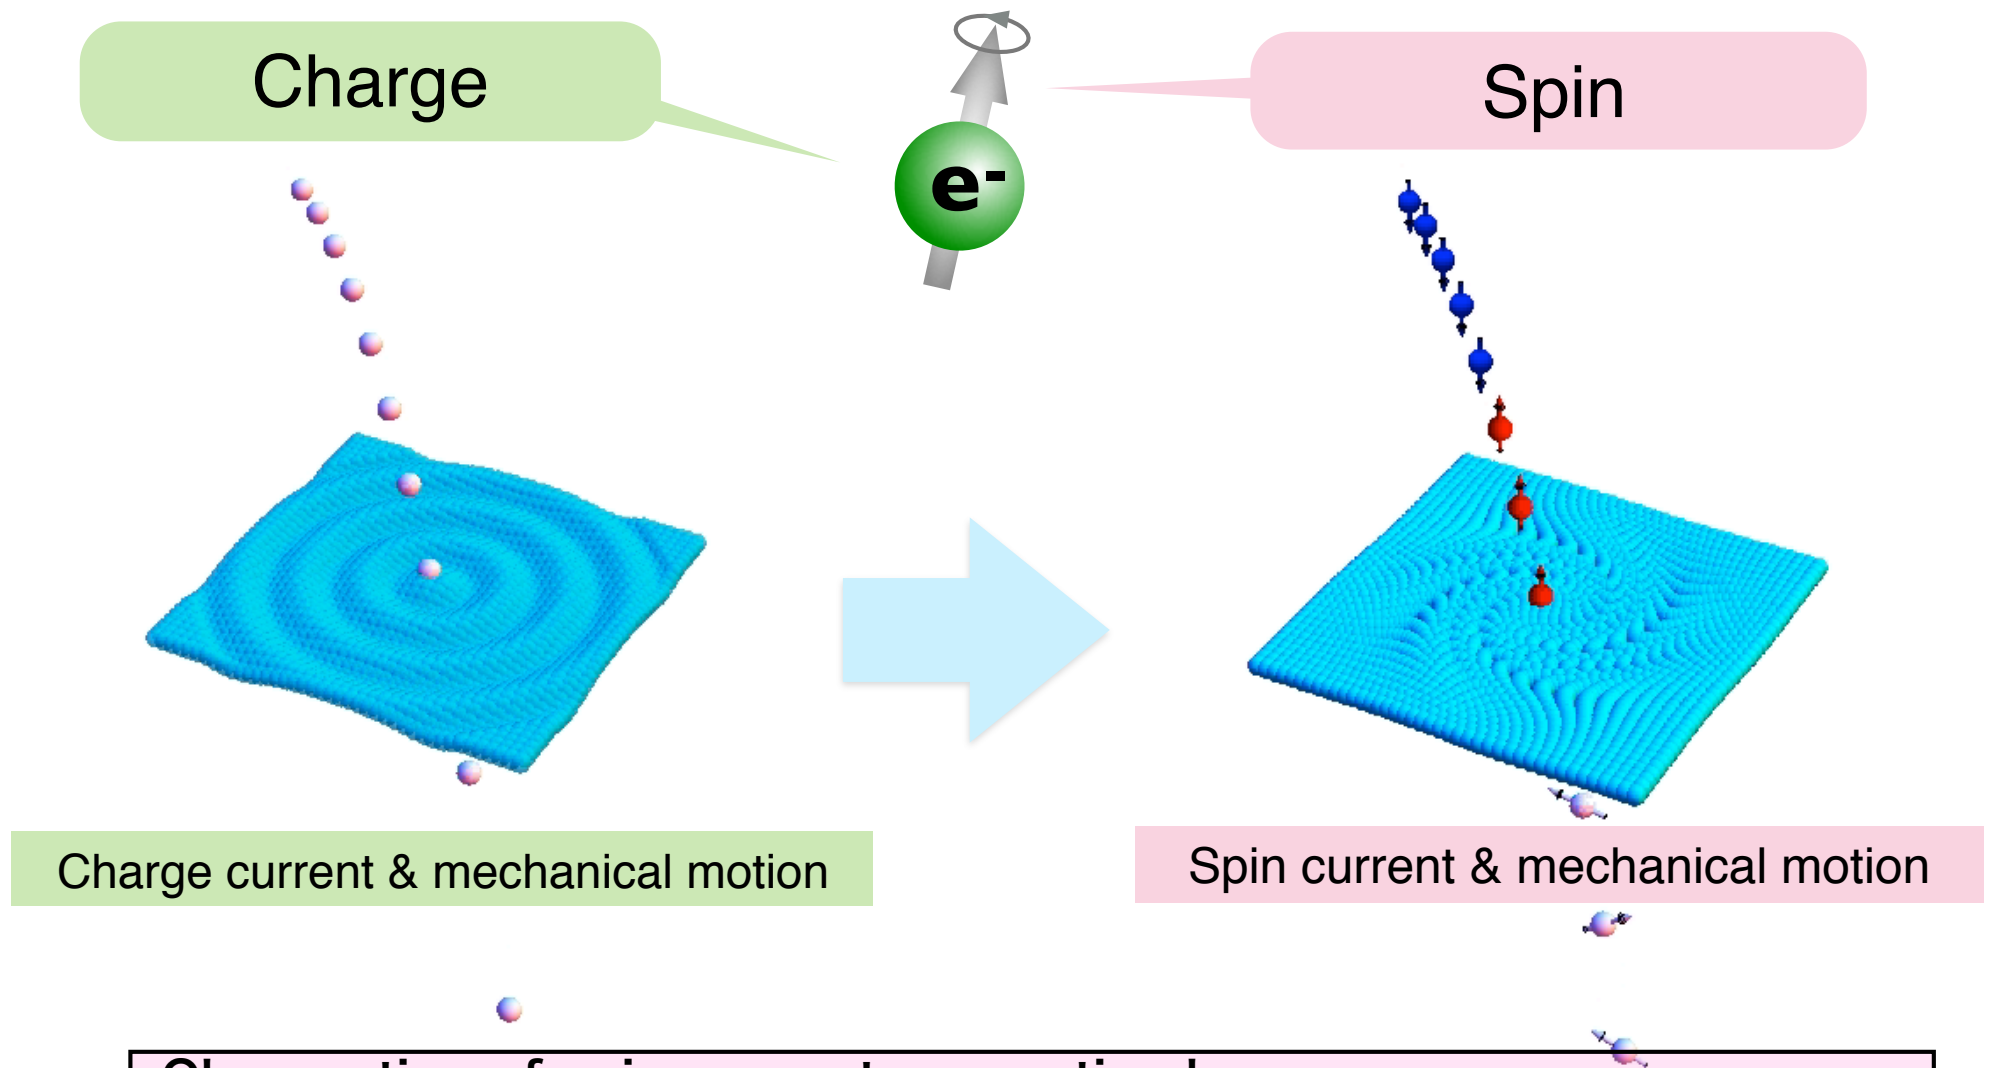 Charge
Spin
e-
Charge current & mechanical motion
Spin current & mechanical motion